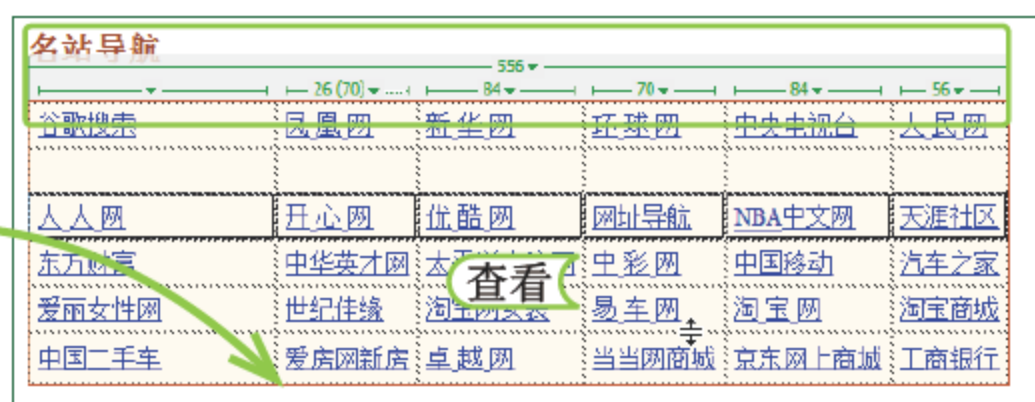 名站导航
556
26 (70) 84 70 84 56
谷歌搜索 凤凰网 新华网 环球网 中央电视台 人民网
人人网 开心网 优酷网 网址导航 NBA中文网 天涯社区
东方财富 中华英才网 中彩网 中国移动 汽车之家
查看
爱丽女性网 世纪佳缘 易车网 淘宝网 淘宝商城
中国二手车 爱房网新房 卓越网 当当网商城 京东网上商城 工商银行